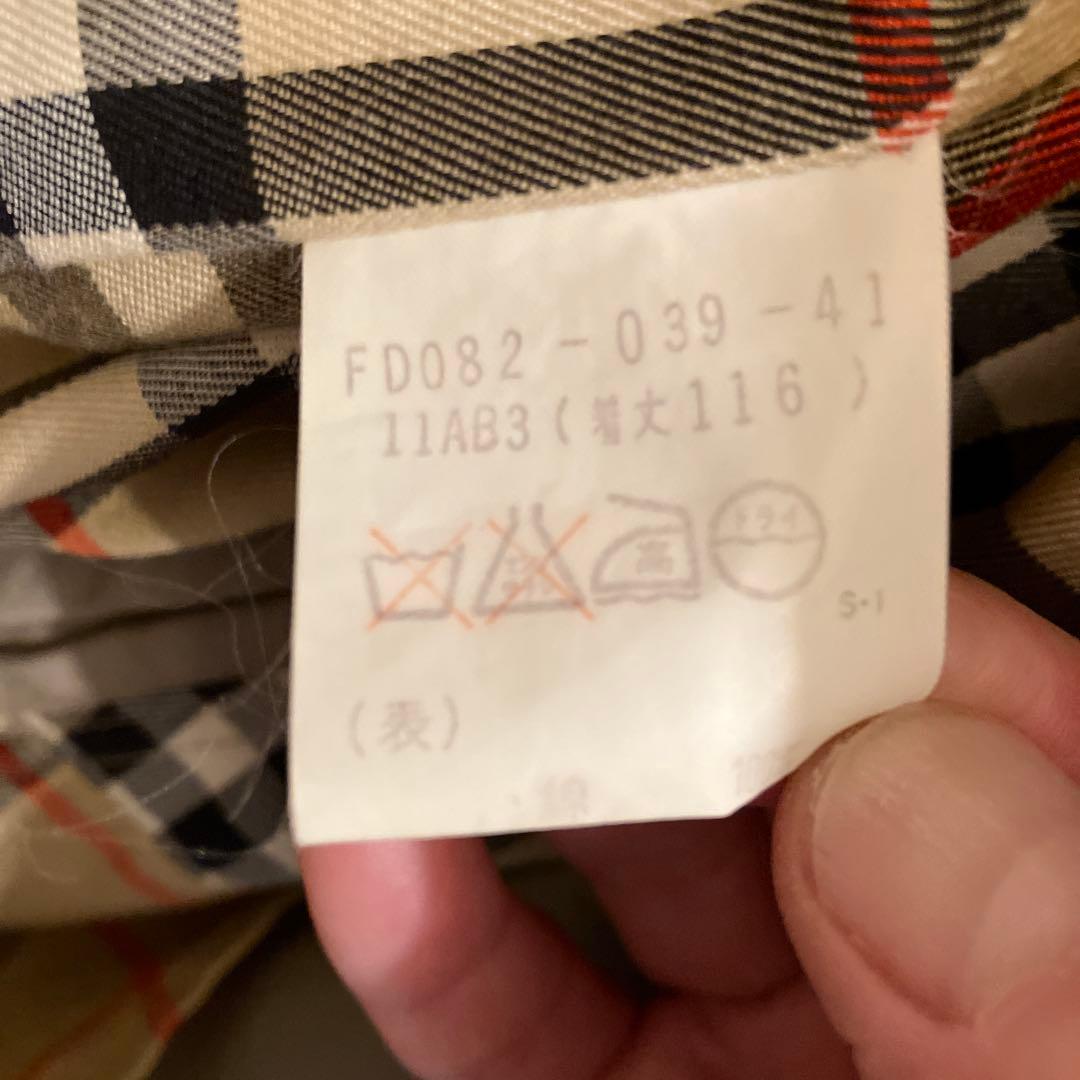 FD082-039-41
11AB3(着丈116 )
高
ドライ
S-1
(表)
綿